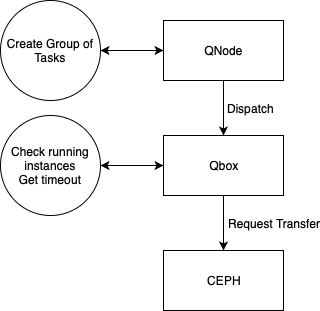 Create Group of
Tasks
QNode
Dispatch
Check running
instances
Get timeout
Qbox
Request Transfer
CEPH